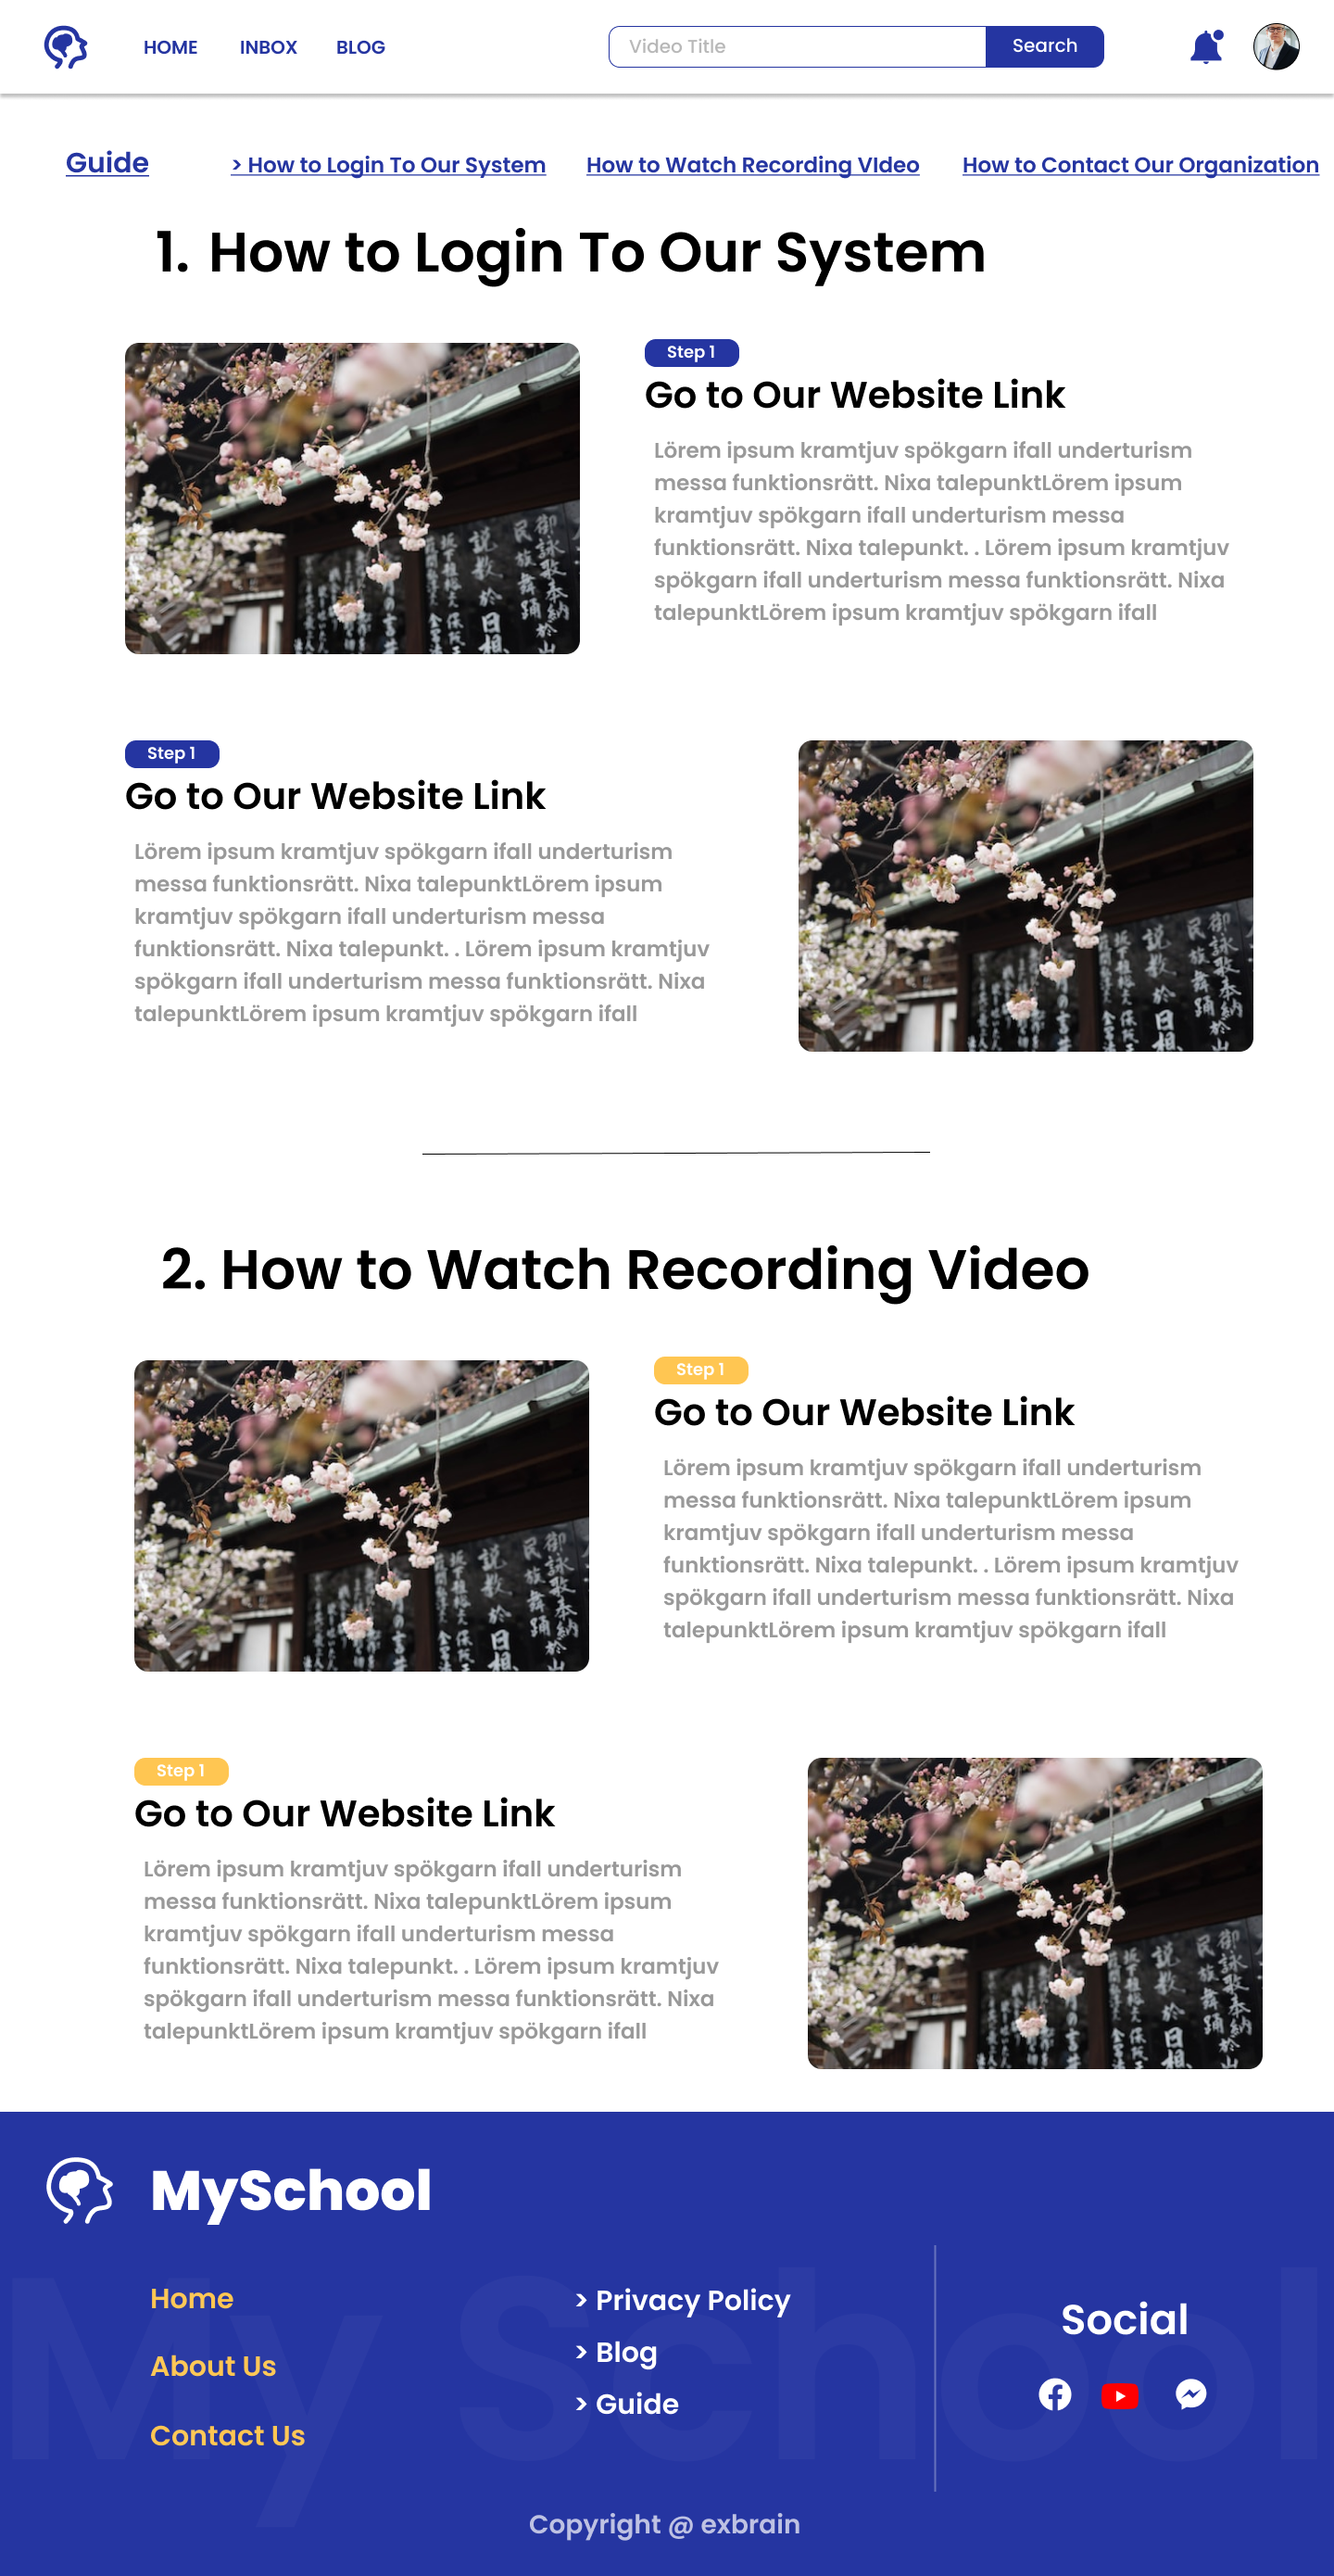 HOME INBOX BLOG Video Title Search
Guide > How to Login To Our System How to Watch Recording VIdeo How to Contact Our Organization
1. How to Login To Our System
Step 1
Go to Our Website Link
Lörem ipsum kramtjuv spökgarn ifall underturism
messa funktionsrätt. Nixa talepunktLörem ipsum
kramtjuv spökgarn ifall underturism messa
funktionsrätt. Nixa talepunkt. . Lörem ipsum kramtjuv
spökgarn ifall underturism messa funktionsrätt. Nixa
talepunktLörem ipsum kramtjuv spökgarn ifall
Step 1
Go to Our Website Link
Lörem ipsum kramtjuv spökgarn ifall underturism
messa funktionsrätt. Nixa talepunktLörem ipsum
kramtjuv spökgarn ifall underturism messa
funktionsrätt. Nixa talepunkt. . Lörem ipsum kramtjuv
spökgarn ifall underturism messa funktionsrätt. Nixa
talepunktLörem ipsum kramtjuv spökgarn ifall
2. How to Watch Recording Video
Step 1
Go to Our Website Link
Lörem ipsum kramtjuv spökgarn ifall underturism
messa funktionsrätt. Nixa talepunktLörem ipsum
kramtjuv spökgarn ifall underturism messa
funktionsrätt. Nixa talepunkt. . Lörem ipsum kramtjuv
spökgarn ifall underturism messa funktionsrätt. Nixa
talepunktLörem ipsum kramtjuv spökgarn ifall
Step 1
Go to Our Website Link
Lörem ipsum kramtjuv spökgarn ifall underturism
messa funktionsrätt. Nixa talepunktLörem ipsum
kramtjuv spökgarn ifall underturism messa
funktionsrätt. Nixa talepunkt. . Lörem ipsum kramtjuv
spökgarn ifall underturism messa funktionsrätt. Nixa
talepunktLörem ipsum kramtjuv spökgarn ifall
MySchool
My School
Home
About Us
Contact Us
> Privacy Policy
> Blog
> Guide
Social
Copyright @ exbrain